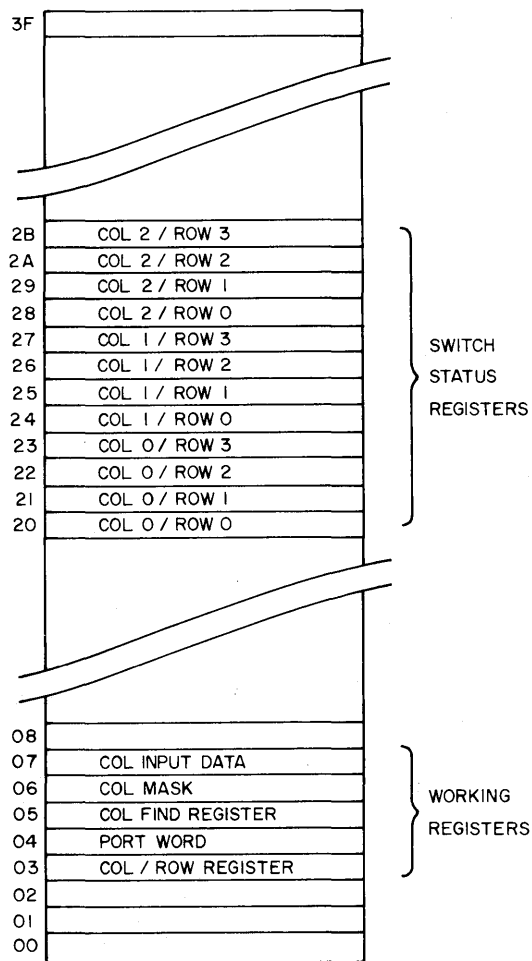 3F
2B COL 2 / ROW 3
2A COL 2 / ROW 2
29 COL 2 / ROW 1
28 COL 2 / ROW 0
27 COL 1 / ROW 3
26 COL 1 / ROW 2
25 COL 1 / ROW 1
24 COL 1 / ROW 0
23 COL 0 / ROW 3
22 COL 0 / ROW 2
21 COL 0 / ROW 1
20 COL 0 / ROW 0
SWITCH
STATUS
REGISTERS
08
07 COL INPUT DATA
06 COL MASK
05 COL FIND REGISTER
04 PORT WORD
03 COL / ROW REGISTER
02
01
00
WORKING
REGISTERS